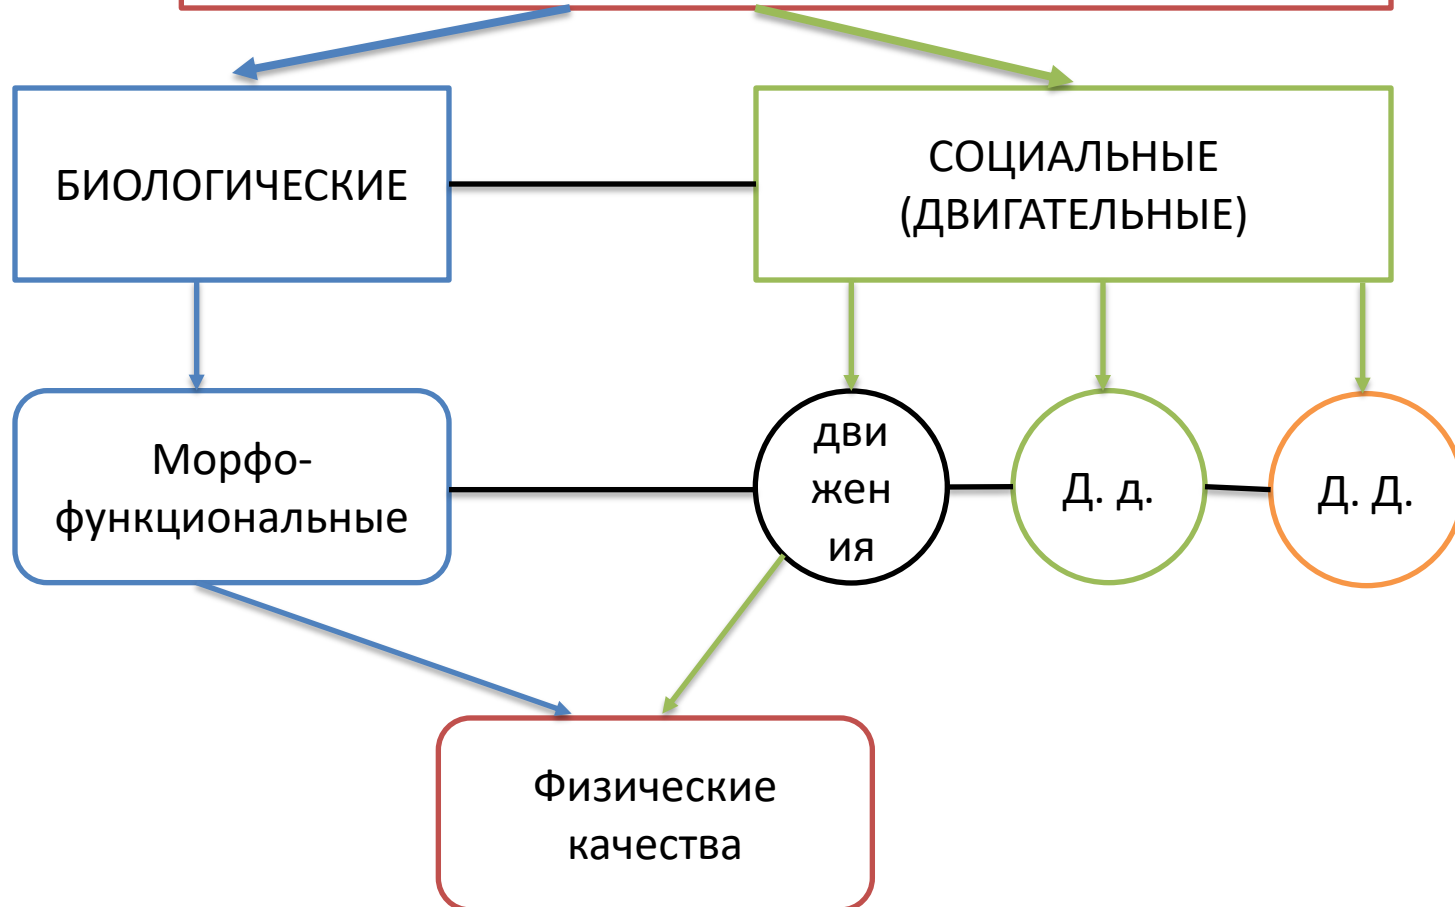 БИОЛОГИЧЕСКИЕ
СОЦИАЛЬНЫЕ
(ДВИГАТЕЛЬНЫЕ)
Морфо-
функциональные
дви
жен
ия
Д. д.
Д. Д.
Физические
качества